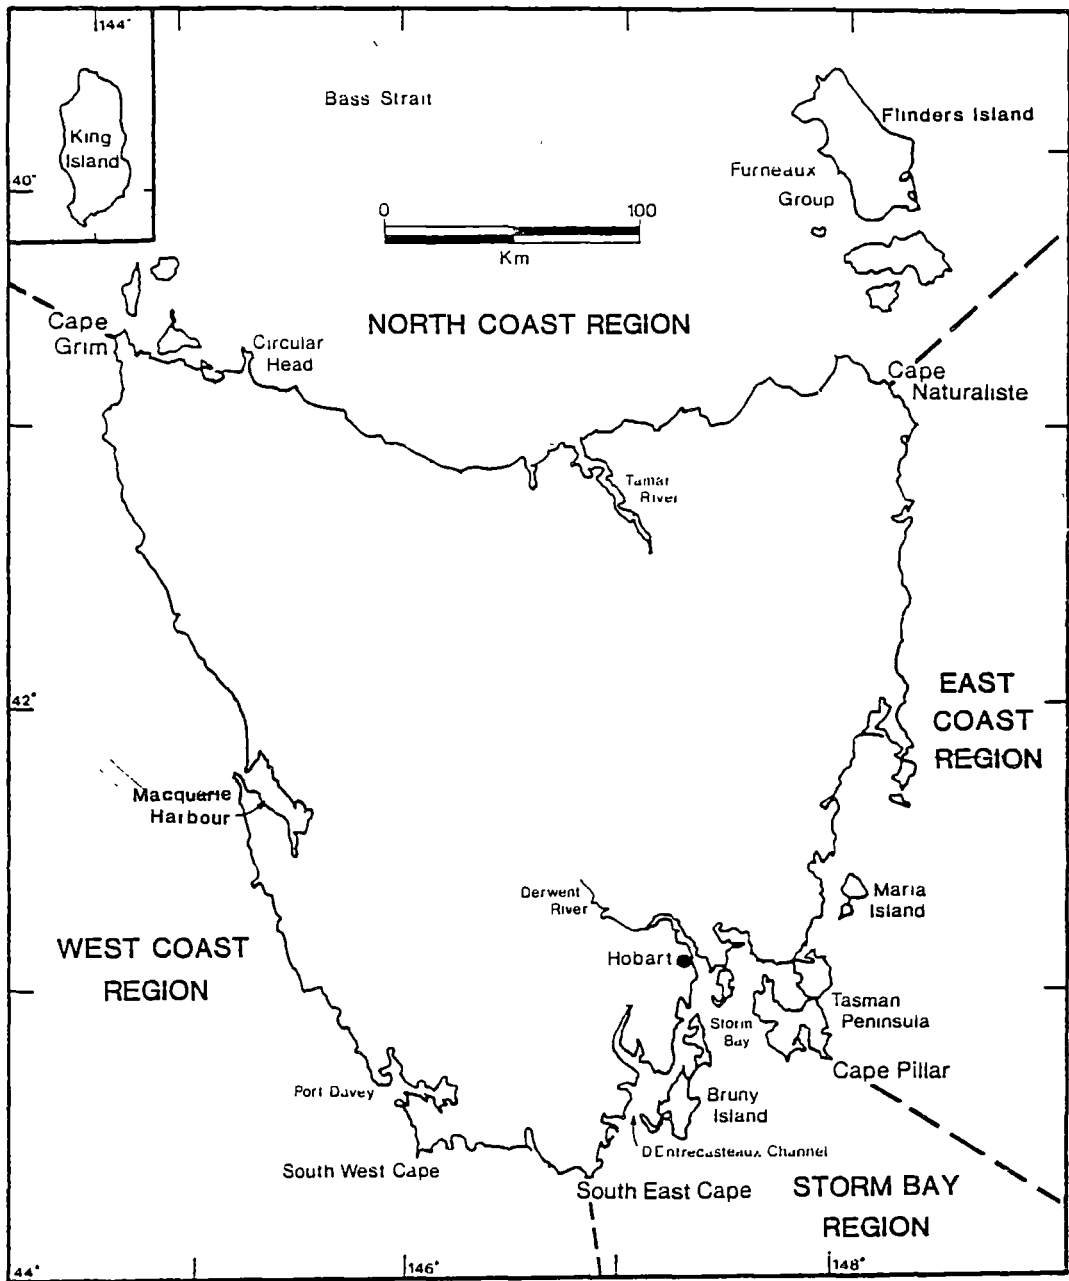 144°
Bass Strait
King
Island
Flinders Island
Furneaux
Group
40°
0 100
Km
Cape
Grim
Circular
Head
NORTH COAST REGION
Cape
Naturaliste
Tamar
River
42°
EAST
COAST
REGION
Macquarie
Harbour
Derwent
River
Maria
Island
WEST COAST
REGION
Hobart
Tasman
Peninsula
Storm
Bay
Cape Pillar
Port Davey
Bruny
Island
D'Entrecasteaux Channel
South West Cape
South East Cape
STORM BAY
REGION
44°
146°
148°